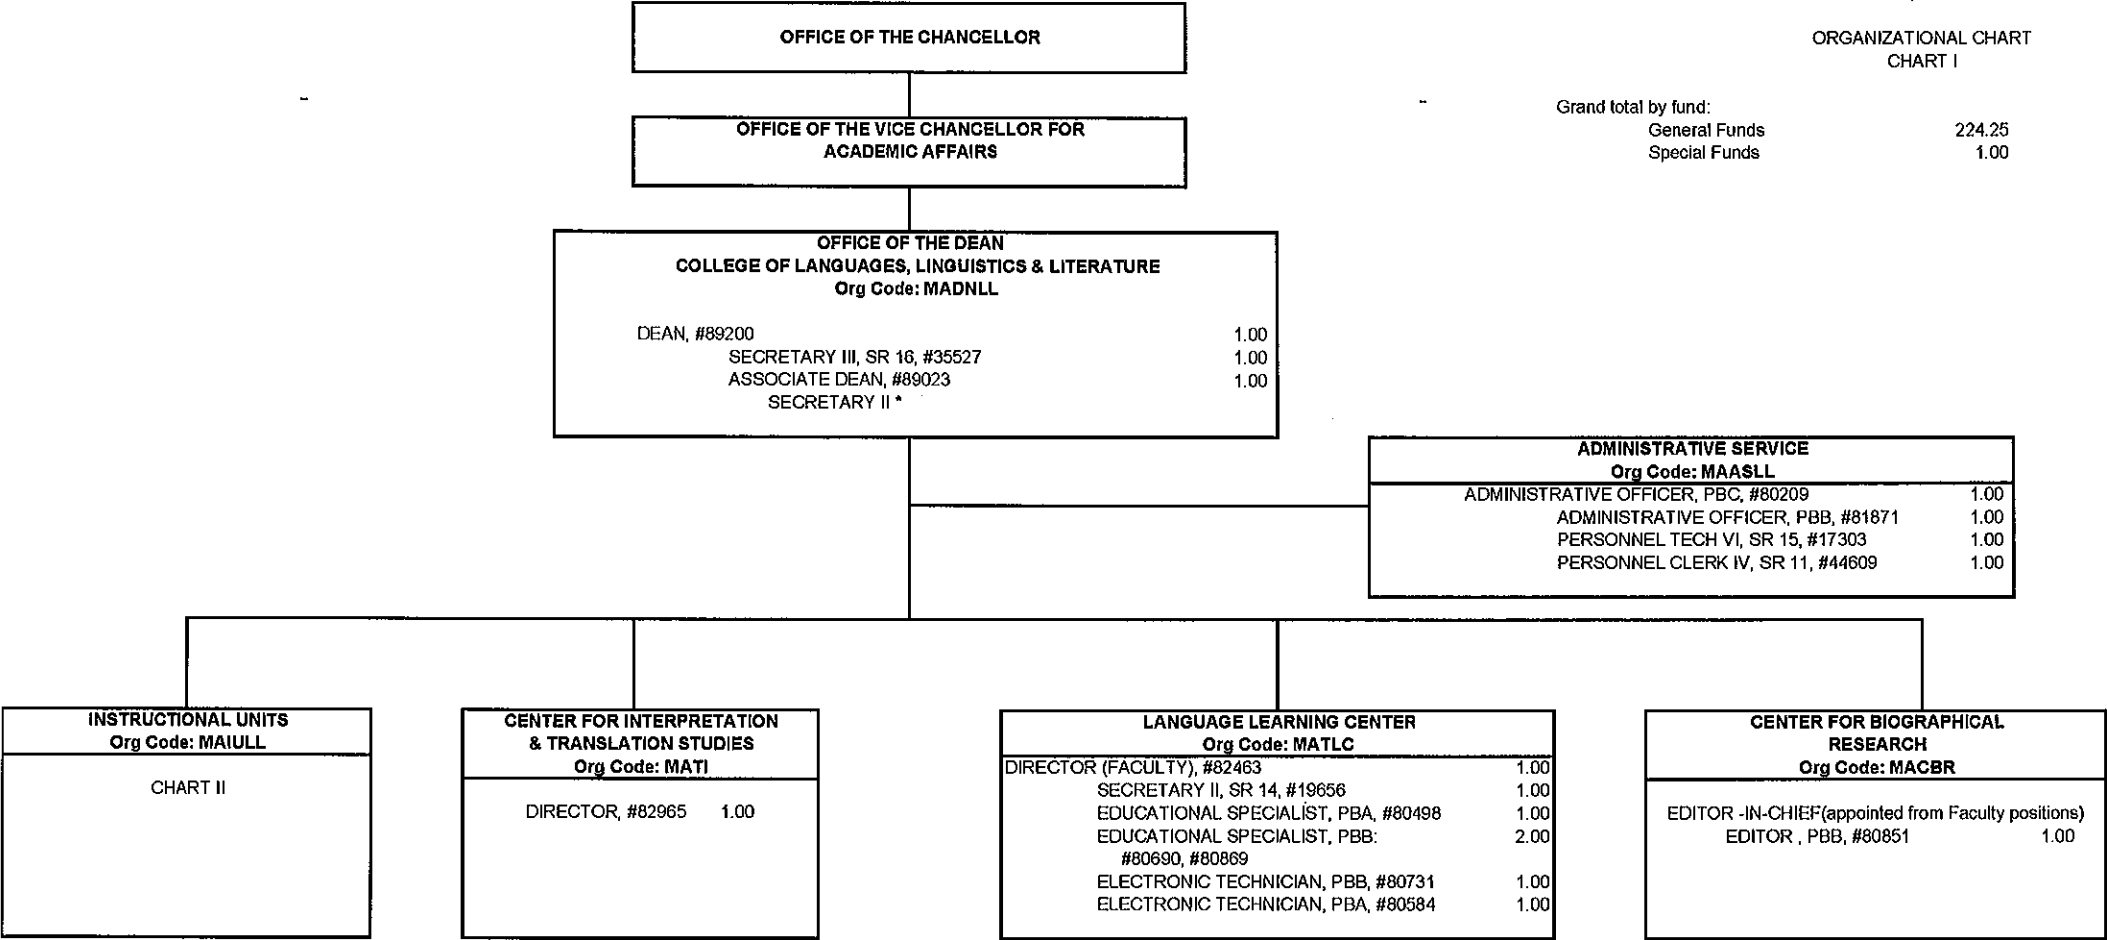 OFFICE OF THE CHANCELLOR
ORGANIZATIONAL CHART
CHART I
Grand total by fund:
General Funds 224.25
Special Funds 1.00
OFFICE OF THE VICE CHANCELLOR FOR
ACADEMIC AFFAIRS
OFFICE OF THE DEAN
COLLEGE OF LANGUAGES, LINGUISTICS & LITERATURE
Org Code: MADNLL
DEAN, #89200 1.00
SECRETARY III, SR 16, #35527 1.00
ASSOCIATE DEAN, #89023 1.00
SECRETARY II *
ADMINISTRATIVE SERVICE
Org Code: MAASLL
ADMINISTRATIVE OFFICER, PBC, #80209 1.00
ADMINISTRATIVE OFFICER, PBB, #81871 1.00
PERSONNEL TECH VI, SR 15, #17303 1.00
PERSONNEL CLERK IV, SR 11, #44609 1.00
INSTRUCTIONAL UNITS
Org Code: MAIULL
CHART II
CENTER FOR INTERPRETATION
& TRANSLATION STUDIES
Org Code: MATI
DIRECTOR, #82965 1.00
LANGUAGE LEARNING CENTER
Org Code: MATLC
DIRECTOR (FACULTY), #82463 1.00
SECRETARY II, SR 14, #19656 1.00
EDUCATIONAL SPECIALIST, PBA, #80498 1.00
EDUCATIONAL SPECIALIST, PBB: 2.00
#80690, #80869
ELECTRONIC TECHNICIAN, PBB, #80731 1.00
ELECTRONIC TECHNICIAN, PBA, #80584 1.00
CENTER FOR BIOGRAPHICAL
RESEARCH
Org Code: MACBR
EDITOR -IN-CHIEF(appointed from Faculty positions)
EDITOR , PBB, #80851 1.00